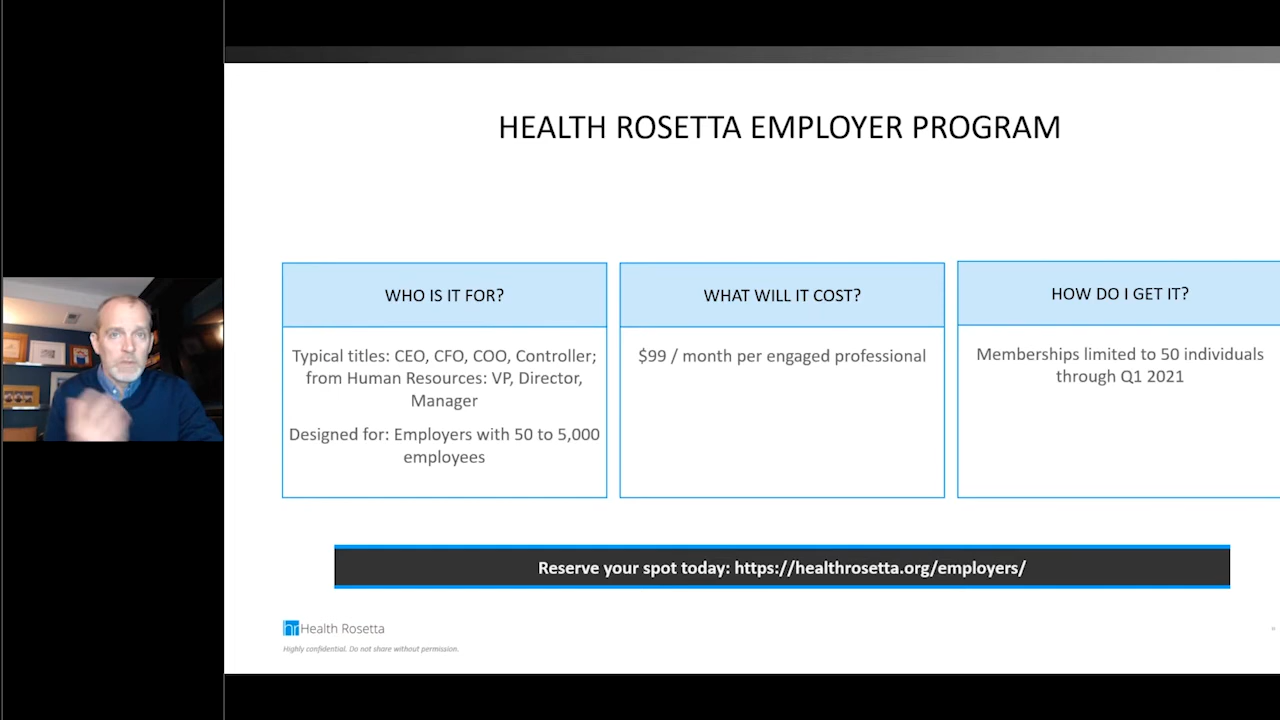 HEALTH ROSETTA EMPLOYER PROGRAM
WHO IS IT FOR?
Typical titles: CEO, CFO, COO, Controller;
from Human Resources: VP, Director,
Manager
Designed for: Employers with 50 to 5,000
employees
WHAT WILL IT COST?
$99 / month per engaged professional
HOW DO I GET IT?
Memberships limited to 50 individuals
through Q1 2021
Reserve your spot today: https://healthrosetta.org/employers/
hr Health Rosetta
Highly confidential. Do not share without permission.